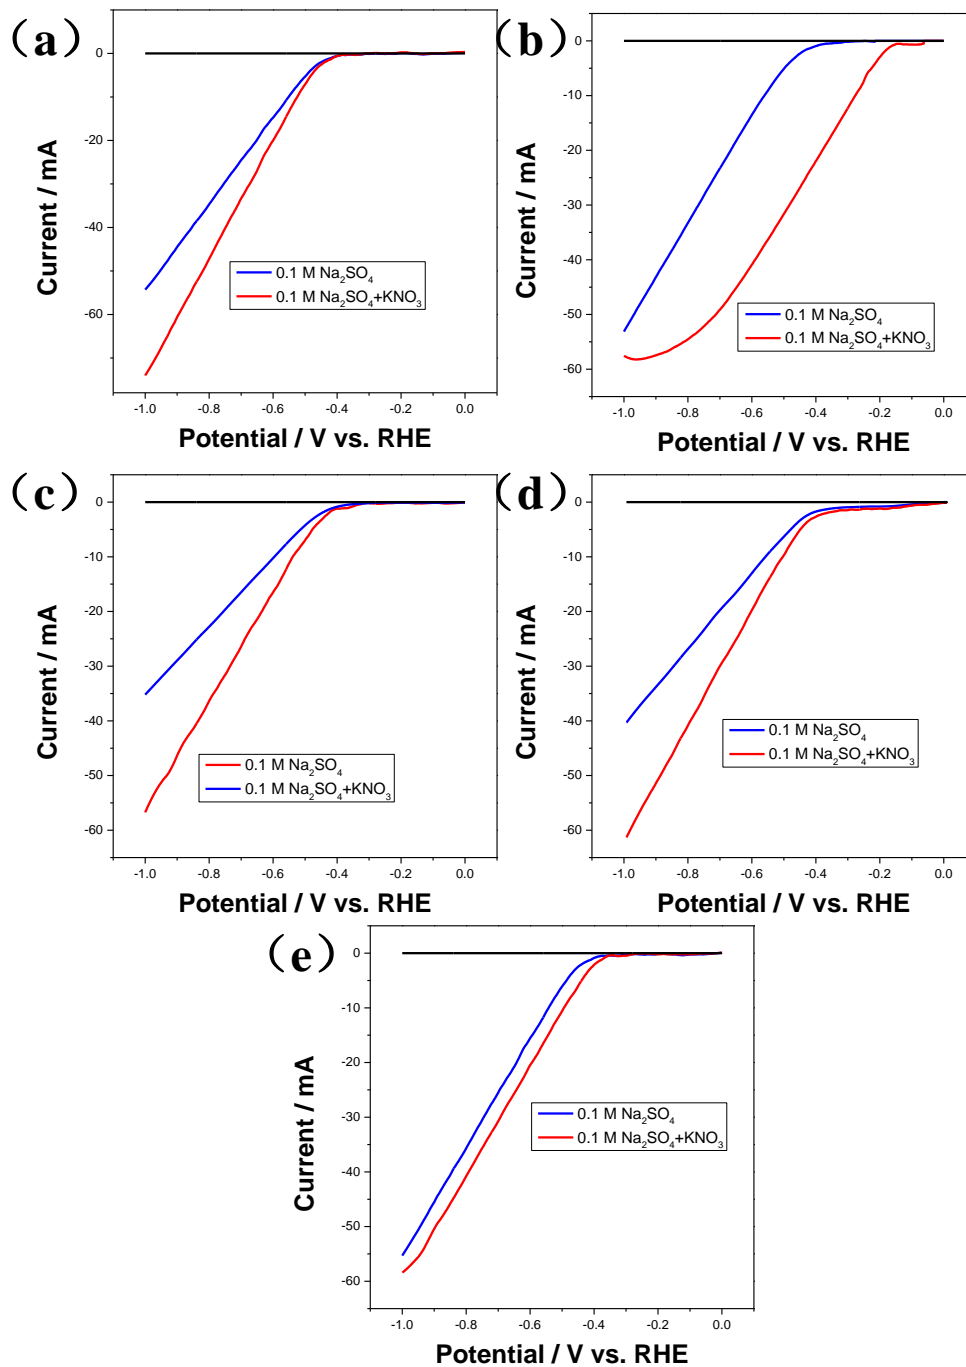 (a)
0
-20
-40
-60
-1.0 -0.8 -0.6 -0.4 -0.2 0.0
Current / mA
Potential / V vs. RHE
0.1 M Na₂SO₄
0.1 M Na₂SO₄+KNO₃
(b)
0
-10
-20
-30
-40
-50
-60
-1.0 -0.8 -0.6 -0.4 -0.2 0.0
Current / mA
Potential / V vs. RHE
0.1 M Na₂SO₄
0.1 M Na₂SO₄+KNO₃
(c)
0
-10
-20
-30
-40
-50
-60
-1.0 -0.8 -0.6 -0.4 -0.2 0.0
Current / mA
Potential / V vs. RHE
0.1 M Na₂SO₄
0.1 M Na₂SO₄+KNO₃
(d)
0
-10
-20
-30
-40
-50
-60
-1.0 -0.8 -0.6 -0.4 -0.2 0.0
Current / mA
Potential / V vs. RHE
0.1 M Na₂SO₄
0.1 M Na₂SO₄+KNO₃
(e)
0
-10
-20
-30
-40
-50
-60
-1.0 -0.8 -0.6 -0.4 -0.2 0.0
Current / mA
Potential / V vs. RHE
0.1 M Na₂SO₄
0.1 M Na₂SO₄+KNO₃